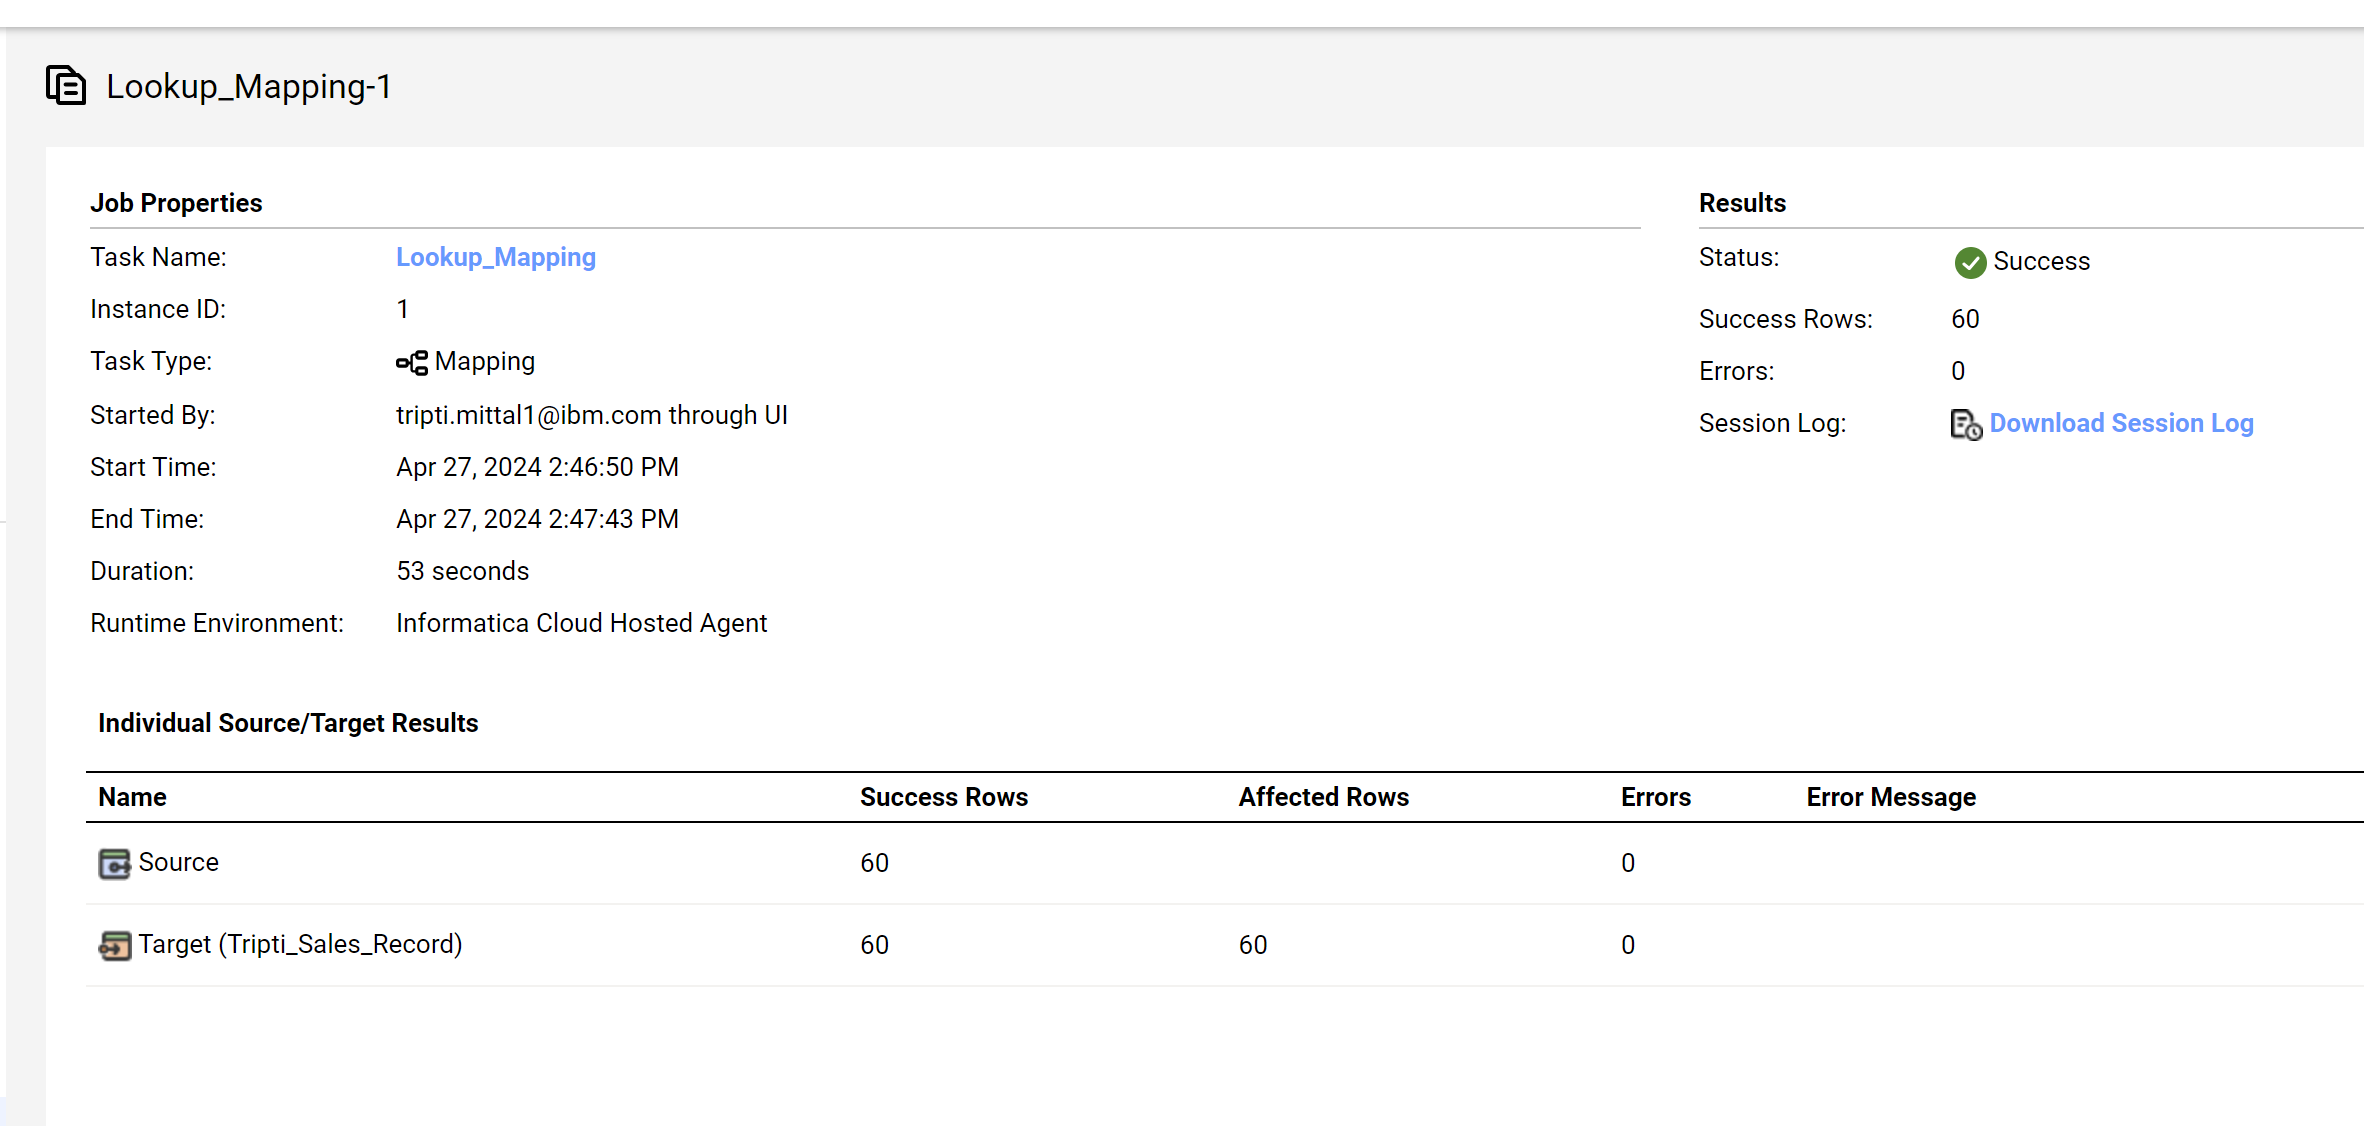 Lookup_Mapping-1
Job Properties
Task Name: Lookup_Mapping
Instance ID: 1
Task Type: Mapping
Started By: tripti.mittal1@ibm.com through UI
Start Time: Apr 27, 2024 2:46:50 PM
End Time: Apr 27, 2024 2:47:43 PM
Duration: 53 seconds
Runtime Environment: Informatica Cloud Hosted Agent
Results
Status: Success
Success Rows: 60
Errors: 0
Session Log: Download Session Log
Individual Source/Target Results
Name Success Rows Affected Rows Errors Error Message
Source 60 0
Target (Tripti_Sales_Record) 60 60 0